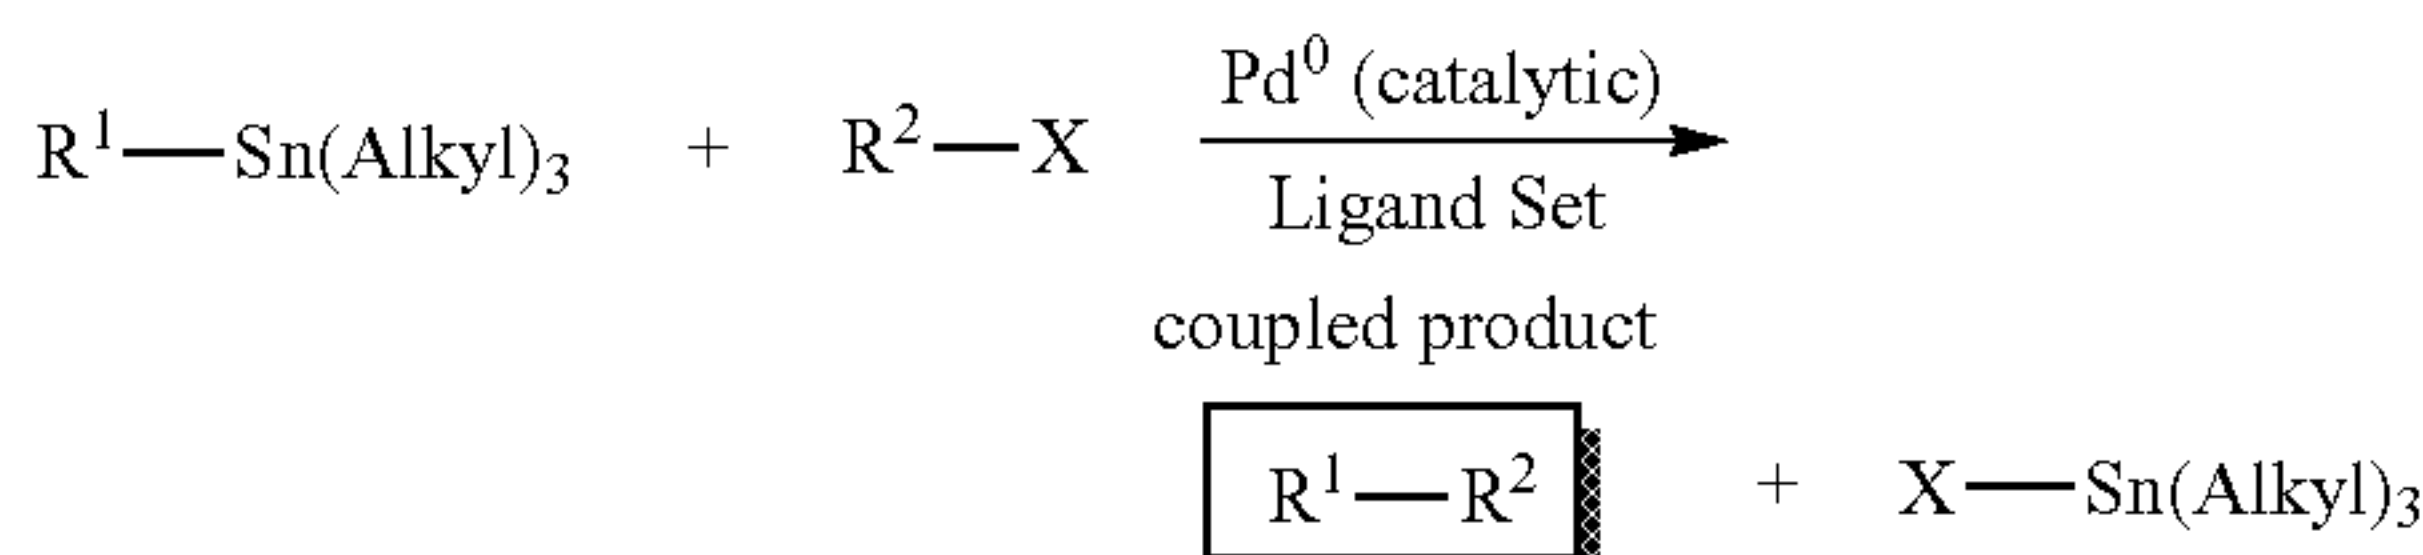 R¹—Sn(Alkyl)₃ + R²—X Pd⁰ (catalytic)
Ligand Set
coupled product
R¹—R² + X—Sn(Alkyl)₃